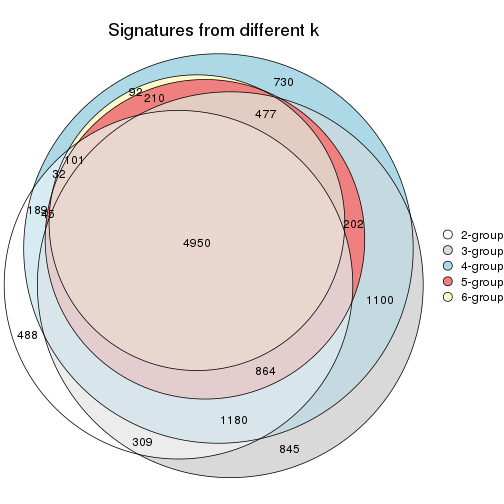 Signatures from different k
730
92
210
477
101
32
189
45
202
4950
1100
488
864
1180
309
845
2-group
3-group
4-group
5-group
6-group